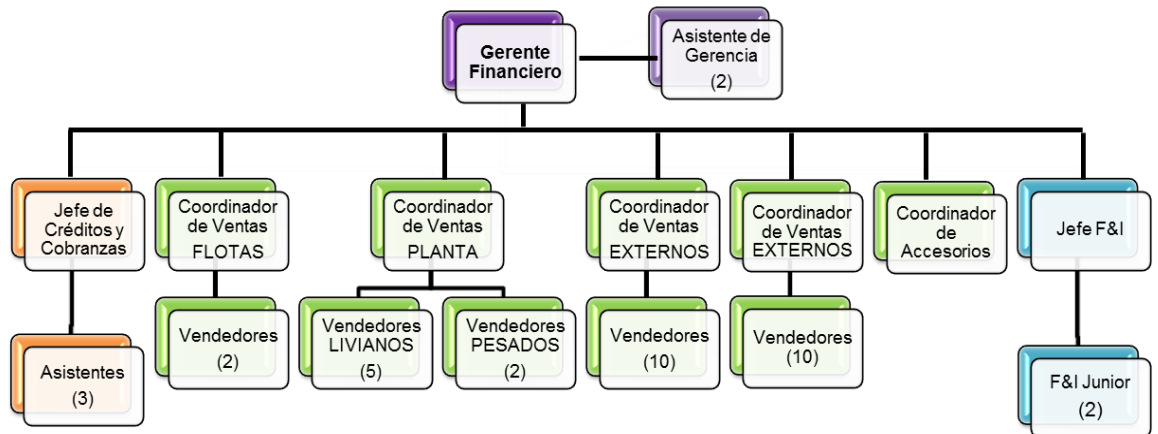 Gerente
Financiero
Asistente de
Gerencia
(2)
Jefe de
Créditos y
Cobranzas
Coordinador
de Ventas
FLOTAS
Coordinador
de Ventas
PLANTA
Coordinador
de Ventas
EXTERNOS
Coordinador
de Ventas
EXTERNOS
Coordinador
de
Accesorios
Jefe F&I
Asistentes
(3)
Vendedores
(2)
Vendedores
LIVIANOS
(5)
Vendedores
PESADOS
(2)
Vendedores
(10)
Vendedores
(10)
F&I Junior
(2)